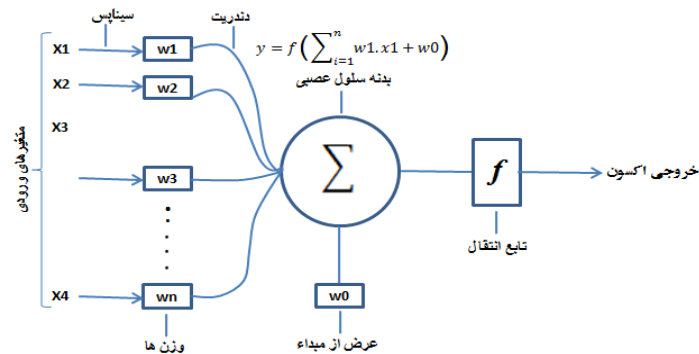 سیناپس
دندریت
y = f(∑ⁿᵢ₌₁ w1.x1 + w0)
بدنه سلول عصبی
متغیرهای ورودی
X1
w1
X2
w2
X3
w3
X4
wn
∑
f
خروجی اکسون
تابع انتقال
w0
وزن ها
عرض از مبداء